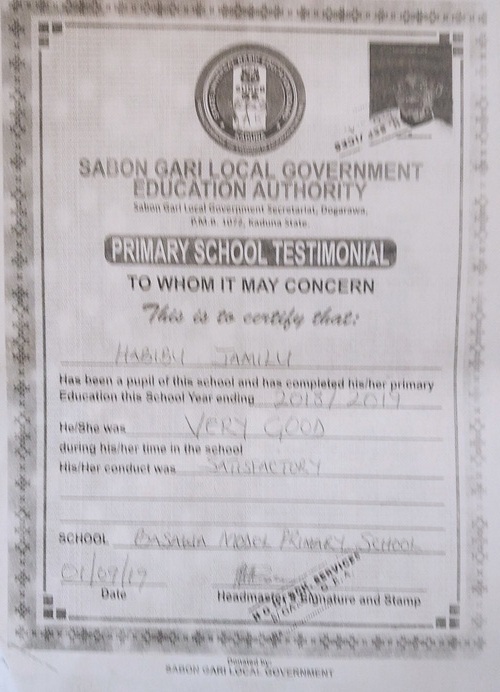 SABON GARI LOCAL GOVERNMENT
EDUCATION AUTHORITY
Sabon Gari Local Government Secretariat, Dogarawa,
P.M.B. 1072, Kaduna State.
PRIMARY SCHOOL TESTIMONIAL
TO WHOM IT MAY CONCERN
This is to certify that:
HABIBU JAMILU
Has been a pupil of this school and has completed his/her primary
Education this School Year ending 2018/2019
He/She was VERY GOOD
during his/her time in the school
His/Her conduct was SATISFACTORY
SCHOOL BASAWA MODEL PRIMARY SCHOOL
01/09/19
Date Headmaster Signature and Stamp
SERVICES
Donated by:
SABON GARI LOCAL GOVERNMENT